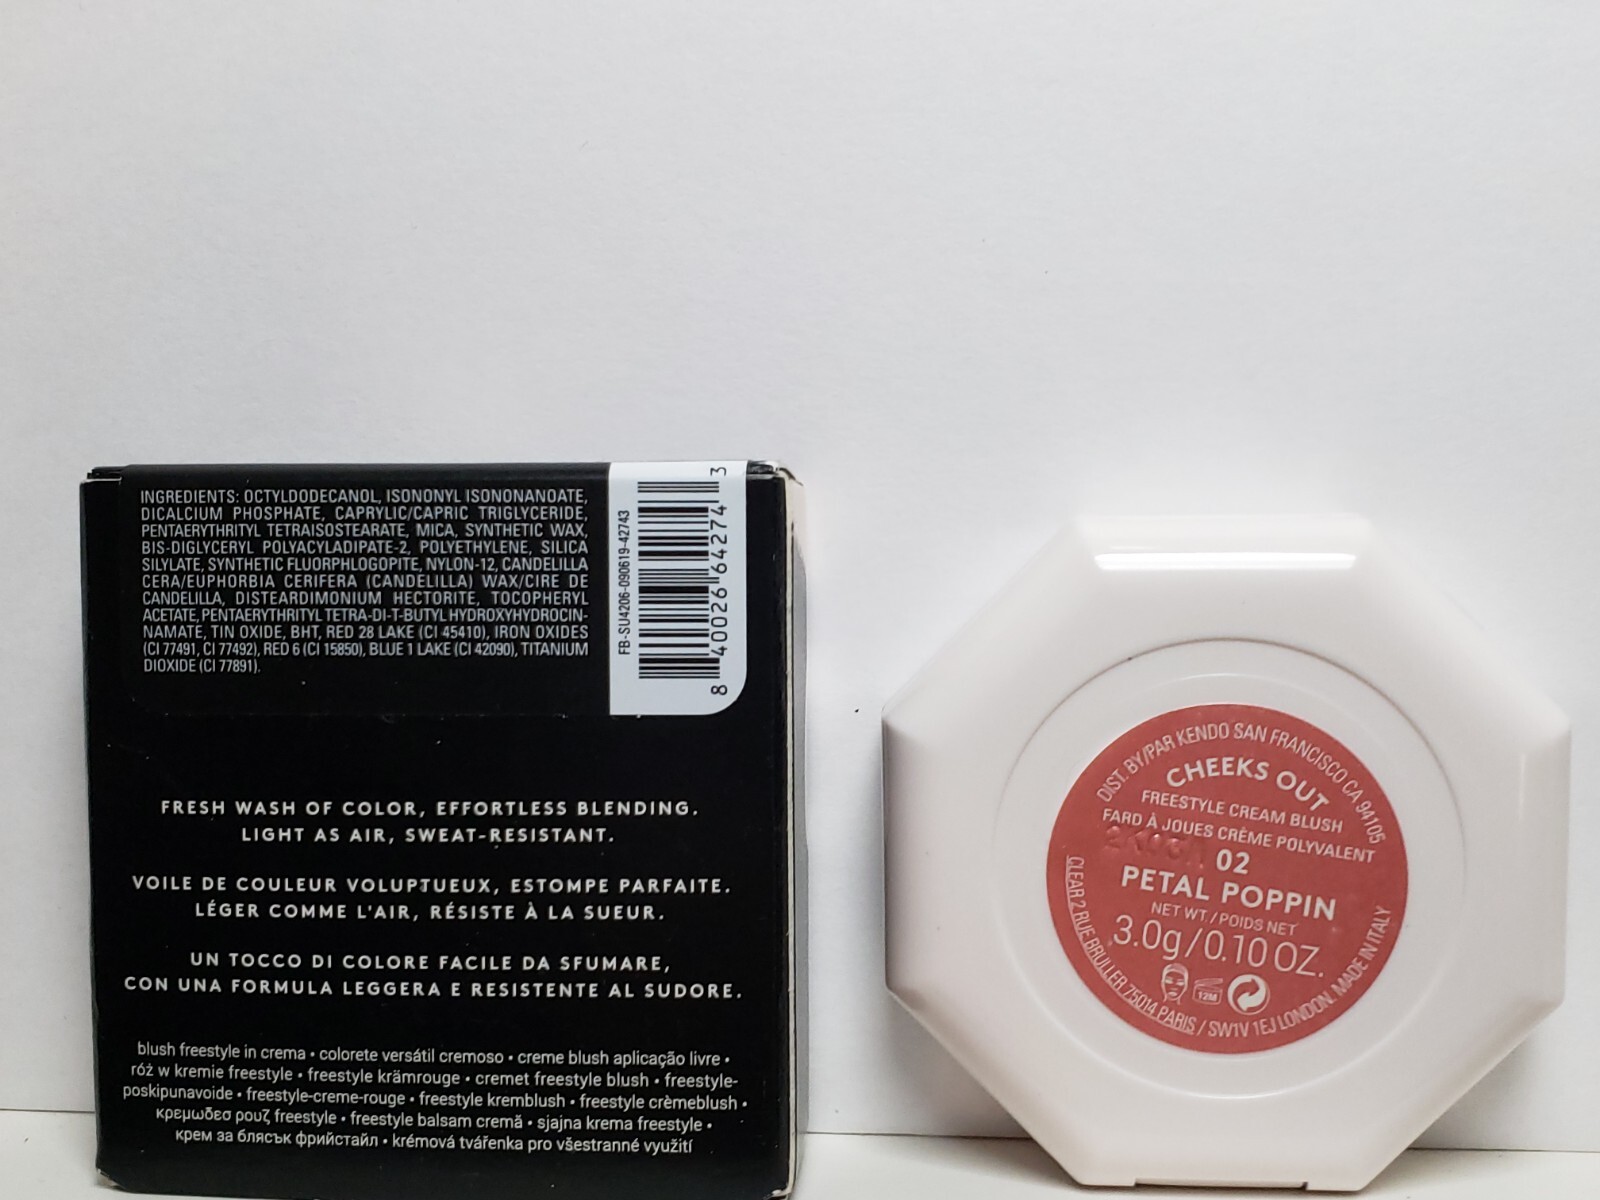 INGREDIENTS: OCTYLDODECANOL, ISONONYL ISONONANOATE,
DICALCIUM PHOSPHATE, CAPRYLIC/CAPRIC TRIGLYCERIDE,
PENTAERYTHRITYL TETRAISOSTEARATE, MICA, SYNTHETIC WAX,
BIS-DIGLYCERYL POLYACYLADIPATE-2, POLYETHYLENE, SILICA
SILYLATE, SYNTHETIC FLUORPHLOGOPITE, NYLON-12, CANDELILLA
CERA/EUPHORBIA CERIFERA (CANDELILLA) WAX/CIRE DE
CANDELILLA, DISTEARDIMONIUM HECTORITE, TOCOPHERYL
ACETATE, PENTAERYTHRITYL TETRA-DI-T-BUTYL HYDROXYHYDROCIN-
NAMATE, TIN OXIDE, BHT, RED 28 LAKE (CI 45410), IRON OXIDES
(CI 77491, CI 77492), RED 6 (CI 15850), BLUE 1 LAKE (CI 42090), TITANIUM
DIOXIDE (CI 77891).
FB-SU4206-090619-42743
8 40026 64274 3
FRESH WASH OF COLOR, EFFORTLESS BLENDING.
LIGHT AS AIR, SWEAT-RESISTANT.
VOILE DE COULEUR VOLUPTUEUX, ESTOMPE PARFAITE.
LÉGER COMME L'AIR, RÉSISTE À LA SUEUR.
UN TOCCO DI COLORE FACILE DA SFUMARE,
CON UNA FORMULA LEGGERA E RESISTENTE AL SUDORE.
blush freestyle in crema • colorete versátil cremoso • creme blush aplicação livre •
róż w kremie freestyle • freestyle krämrouge • cremet freestyle blush • freestyle-
poskipunavoide • freestyle-creme-rouge • freestyle kremblush • freestyle crèmeblush •
κρεμωδεσ ρουζ freestyle • freestyle balsam cremă • sjajna krema freestyle •
крем за блясък фрийстайл • krémová tvářenka pro všestranné využití
DIST. BY/PAR KENDO SAN FRANCISCO CA 94105
CHEEKS OUT
FREESTYLE CREAM BLUSH
FARD À JOUES CRÈME POLYVALENT
02
PETAL POPPIN
NET WT./POIDS NET
3.0g/0.10 OZ.
12M
CLEAR 2 RUE BRULLER 75014 PARIS / SW1V 1EJ LONDON. MADE IN ITALY